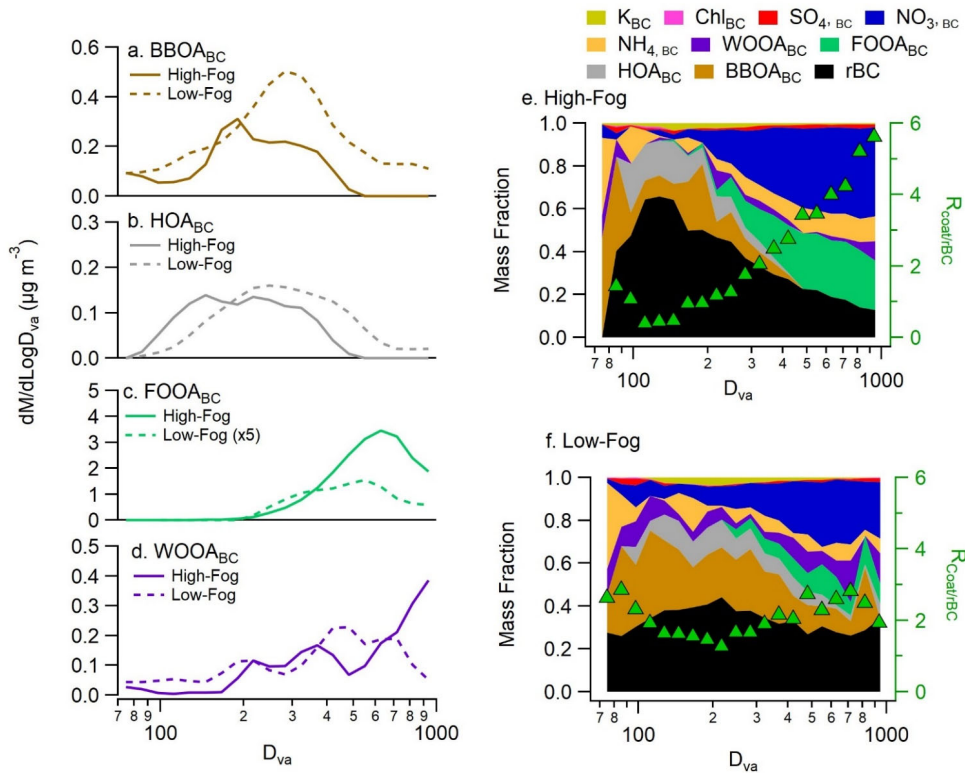 a. BBOA_BC
High-Fog
Low-Fog
0.6
0.4
0.2
0.0
b. HOA_BC
High-Fog
Low-Fog
0.3
0.2
0.1
0.0
dM/dLogD_va (µg m⁻³)
c. FOOA_BC
High-Fog
Low-Fog (x5)
5
4
3
2
1
0
d. WOOA_BC
High-Fog
Low-Fog
0.5
0.4
0.3
0.2
0.1
0.0
7 8 9 2 3 4 5 6 7 8 9
100 1000
D_va
K_BC Chl_BC SO_4, BC NO_3, BC
NH_4, BC WOOA_BC FOOA_BC
HOA_BC BBOA_BC rBC
e. High-Fog
1.0
0.8
0.6
0.4
0.2
0.0
Mass Fraction
6
4
2
0
R_coat/rBC
7 8 2 3 4 5 6 7 8
100 1000
D_va
f. Low-Fog
1.0
0.8
0.6
0.4
0.2
0.0
Mass Fraction
6
4
2
0
R_Coat/rBC
7 8 2 3 4 5 6 7 8
100 1000
D_va